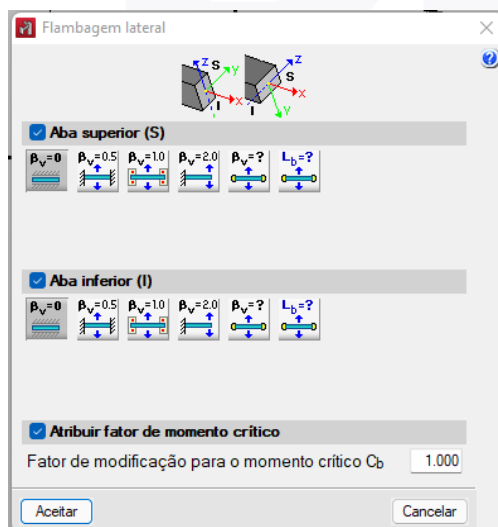 Flambagem lateral
Z S Y X I
Z S X I Y
Aba superior (S)
βv=0 βv=0.5 βv=1.0 βv=2.0 βv=? Lb=?
Aba inferior (I)
βv=0 βv=0.5 βv=1.0 βv=2.0 βv=? Lb=?
Atribuir fator de momento crítico
Fator de modificação para o momento crítico Cb 1.000
Aceitar Cancelar